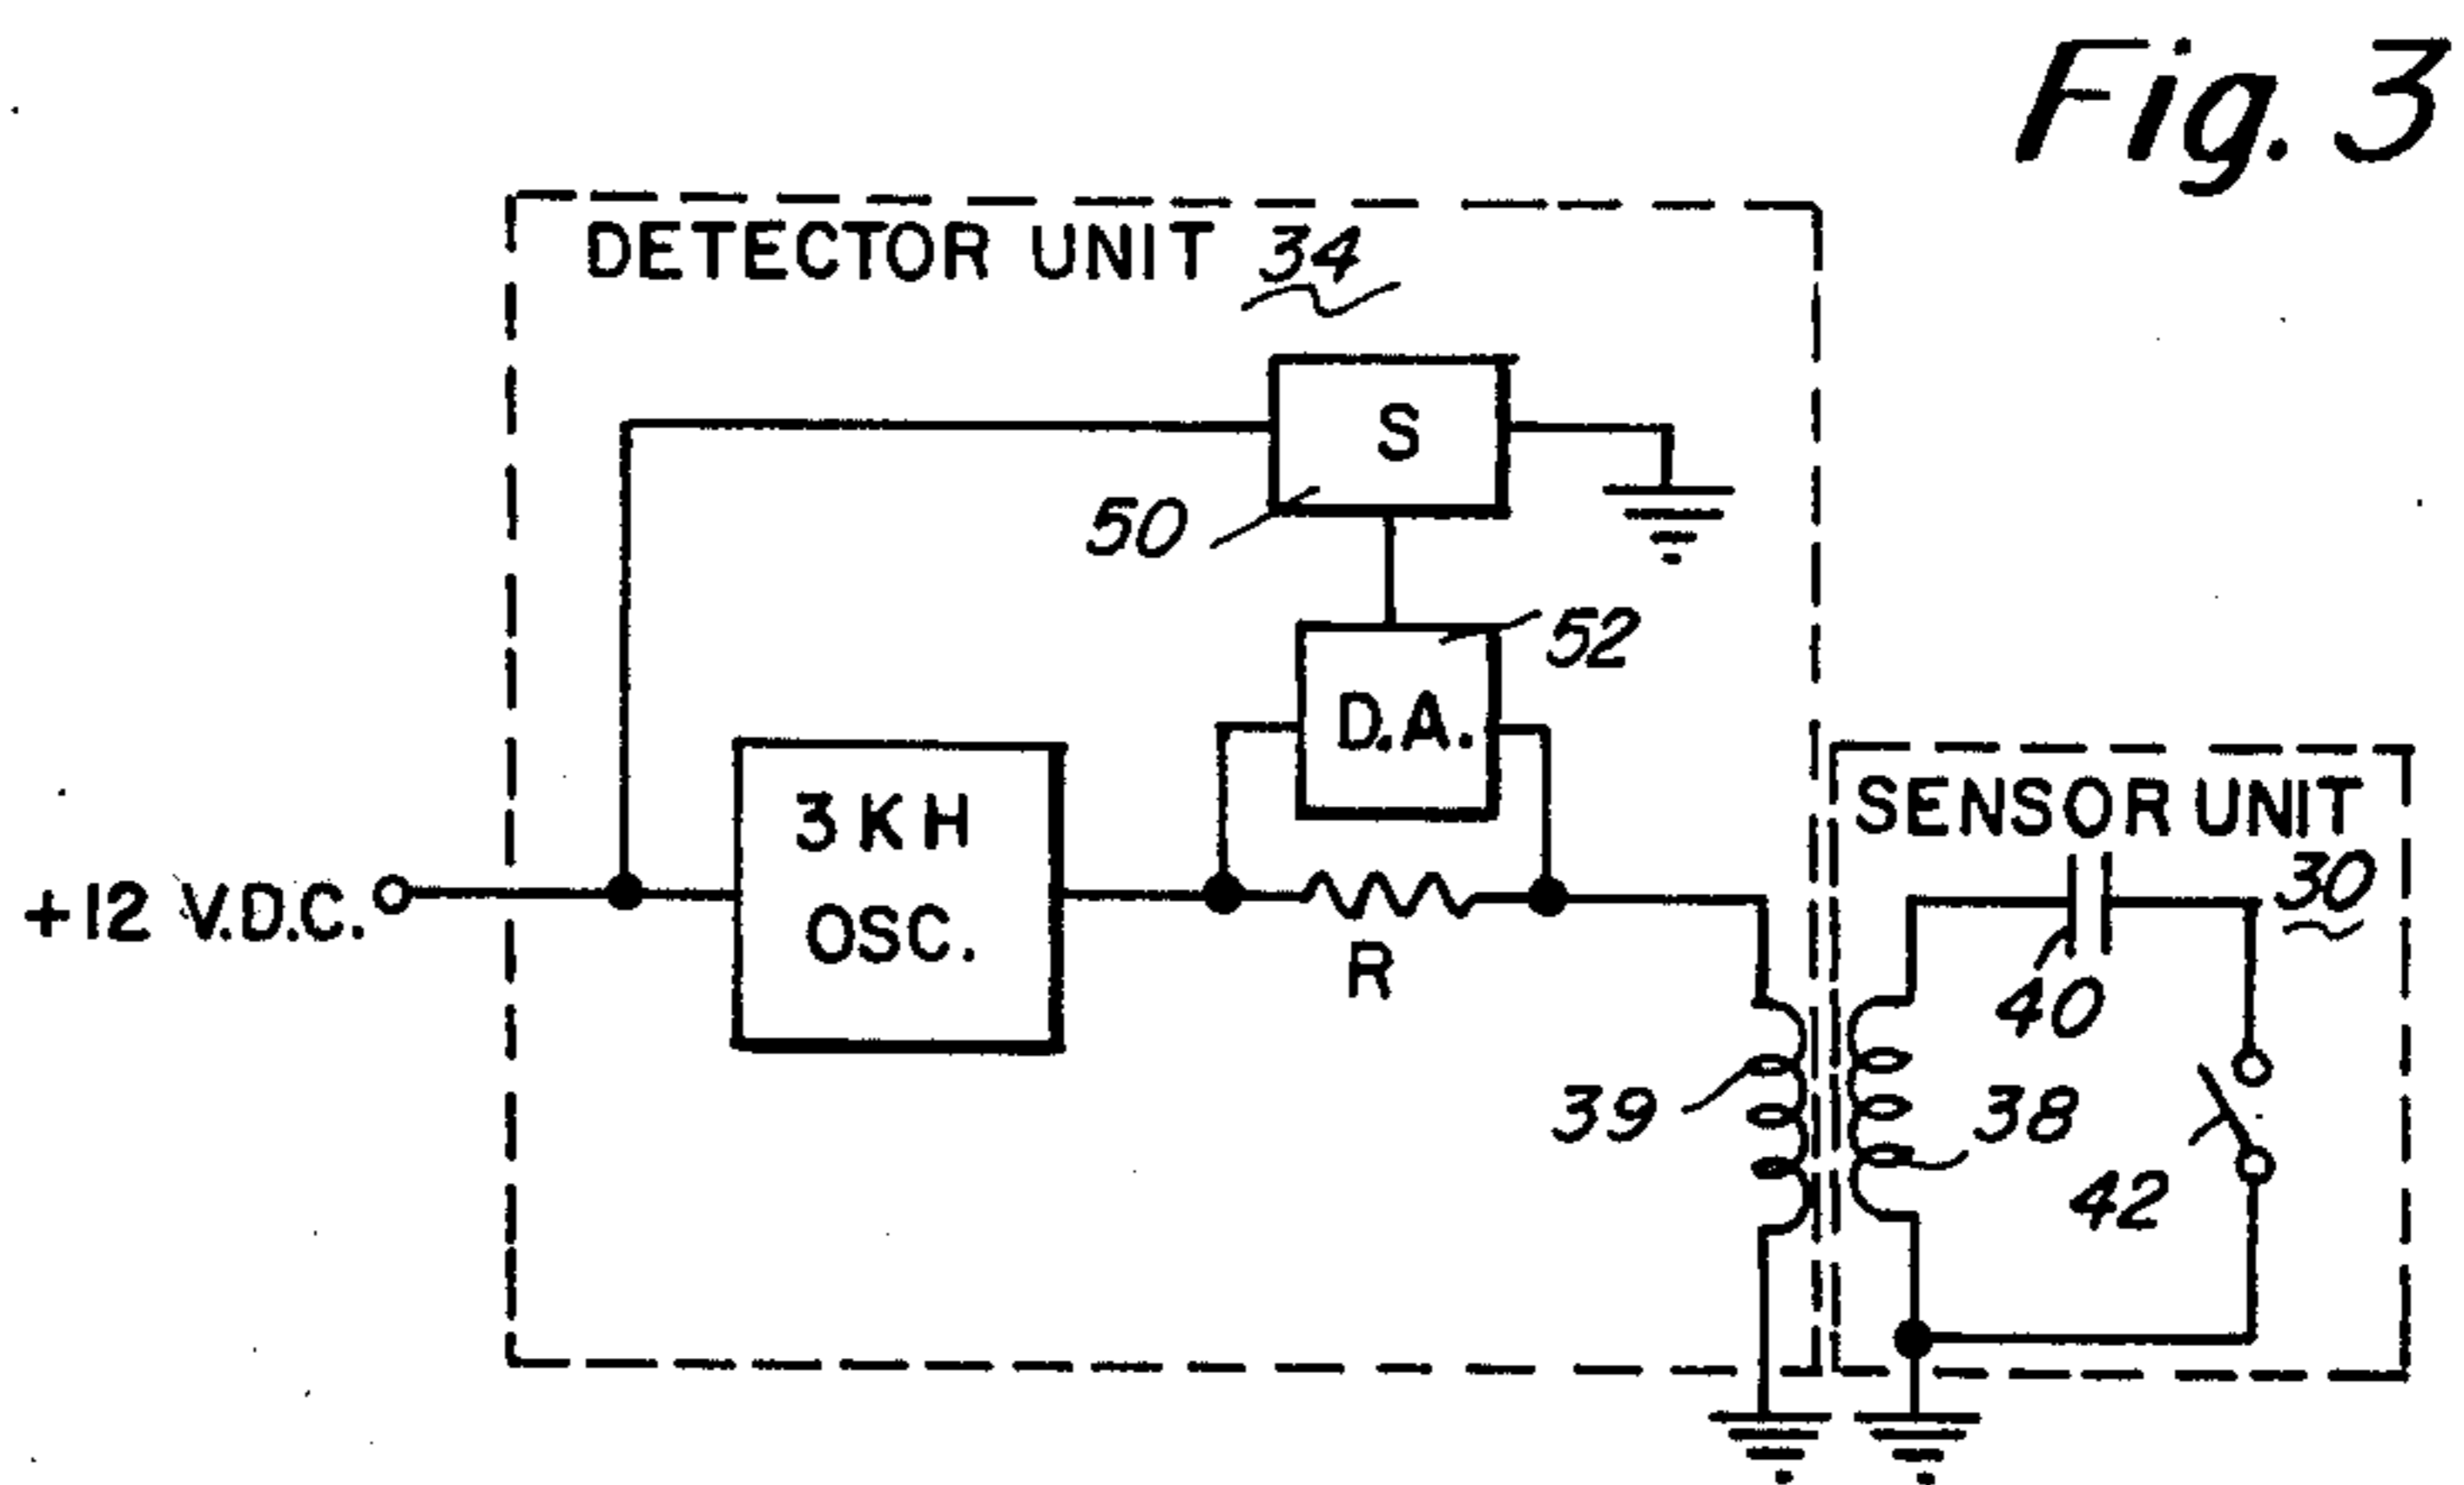 Fig. 3
DETECTOR UNIT 34
S
50
52
D.A.
3 KH
OSC.
+12 V.D.C.
R
SENSOR UNIT
30
40
39
38
42